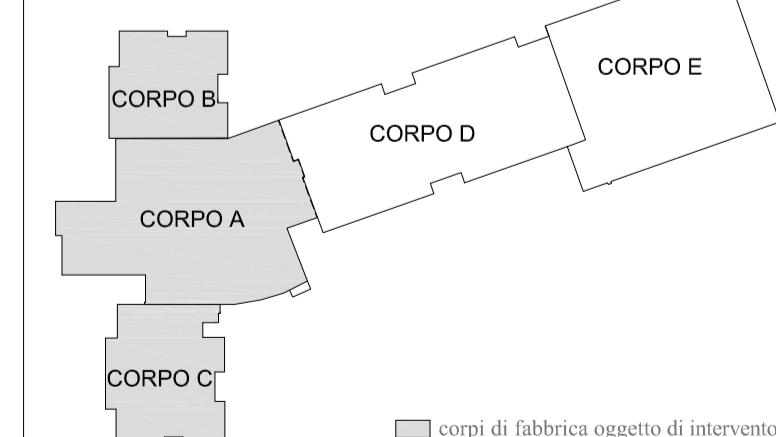 CORPO E
CORPO B
CORPO D
CORPO A
CORPO C
corpi di fabbrica oggetto di intervento